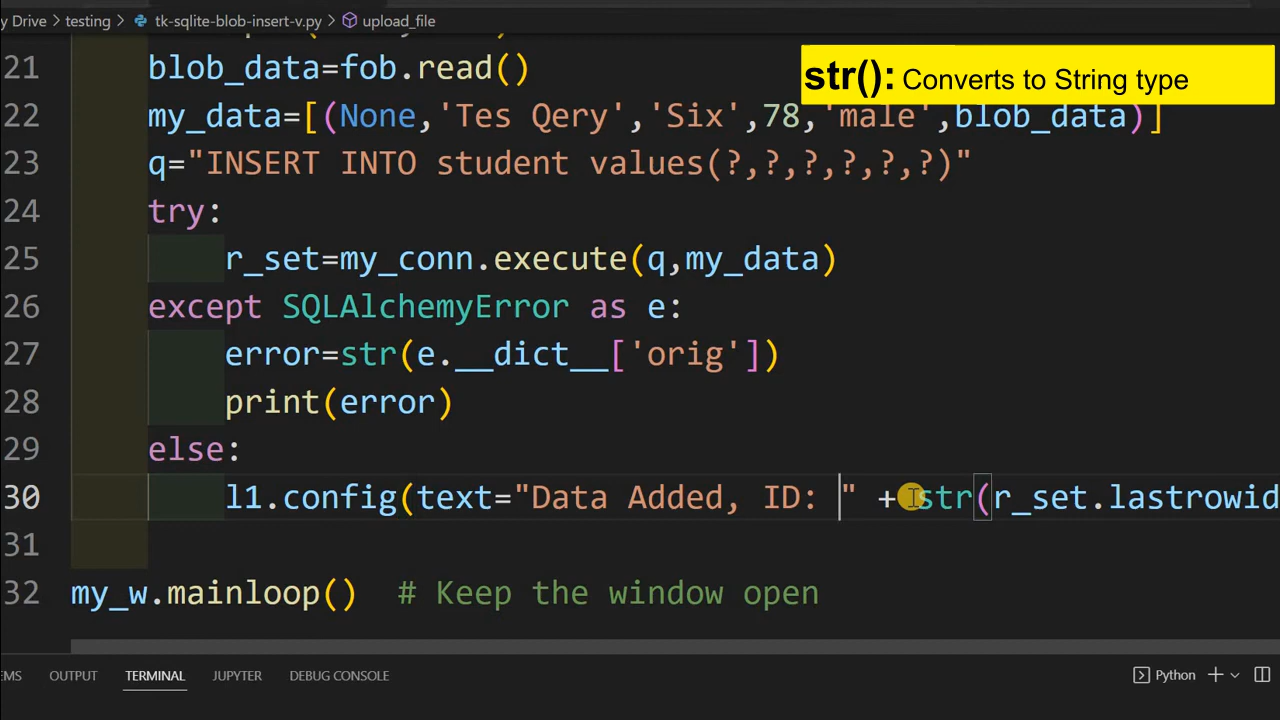 y Drive > testing > tk-sqlite-blob-insert-v.py > upload_file
str(): Converts to String type
21 blob_data=fob.read()
22 my_data=[(None,'Tes Qery','Six',78,'male',blob_data)]
23 q="INSERT INTO student values(?,?,?,?,?,?)"
24 try:
25 r_set=my_conn.execute(q,my_data)
26 except SQLAlchemyError as e:
27 error=str(e.__dict__['orig'])
28 print(error)
29 else:
30 l1.config(text="Data Added, ID: " + str(r_set.lastrowid
31
32 my_w.mainloop() # Keep the window open
EMS OUTPUT TERMINAL JUPYTER DEBUG CONSOLE Python